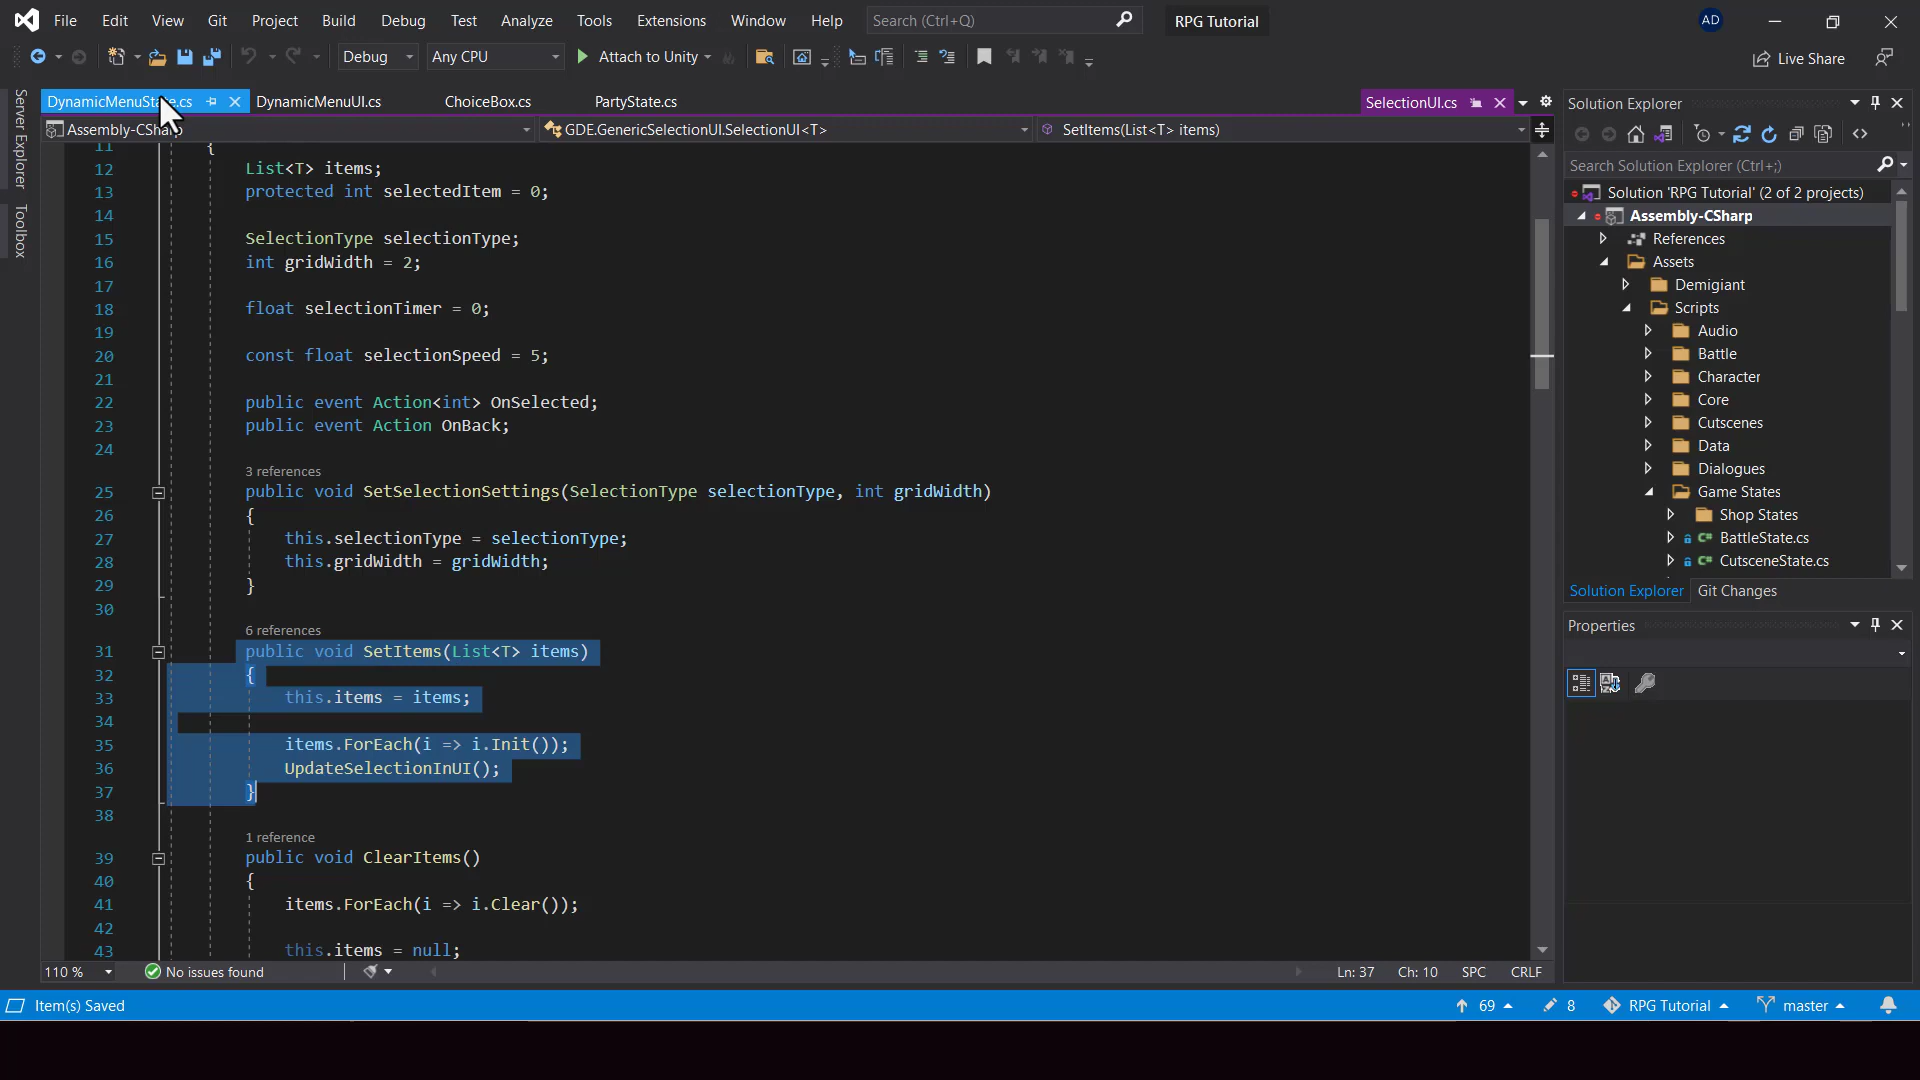 File Edit View Git Project Build Debug Test Analyze Tools Extensions Window Help Search (Ctrl+Q) RPG Tutorial AD
Debug Any CPU Attach to Unity Live Share
Server Explorer
Toolbox
DynamicMenuState.cs DynamicMenuUI.cs ChoiceBox.cs PartyState.cs SelectionUI.cs
Assembly-CSharp GDE.GenericSelectionUI.SelectionUI<T> SetItems(List<T> items)
11 {
12 List<T> items;
13 protected int selectedItem = 0;
14
15 SelectionType selectionType;
16 int gridWidth = 2;
17
18 float selectionTimer = 0;
19
20 const float selectionSpeed = 5;
21
22 public event Action<int> OnSelected;
23 public event Action OnBack;
24
3 references
25 public void SetSelectionSettings(SelectionType selectionType, int gridWidth)
26 {
27 this.selectionType = selectionType;
28 this.gridWidth = gridWidth;
29 }
30
6 references
31 public void SetItems(List<T> items)
32 {
33 this.items = items;
34
35 items.ForEach(i => i.Init());
36 UpdateSelectionInUI();
37 }
38
1 reference
39 public void ClearItems()
40 {
41 items.ForEach(i => i.Clear());
42
43 this.items = null;
110 % No issues found Ln: 37 Ch: 10 SPC CRLF
Solution Explorer
Search Solution Explorer (Ctrl+;)
Solution 'RPG Tutorial' (2 of 2 projects)
Assembly-CSharp
References
Assets
Demigiant
Scripts
Audio
Battle
Character
Core
Cutscenes
Data
Dialogues
Game States
Shop States
C# BattleState.cs
C# CutsceneState.cs
Solution Explorer Git Changes
Properties
Item(s) Saved 69 8 RPG Tutorial master